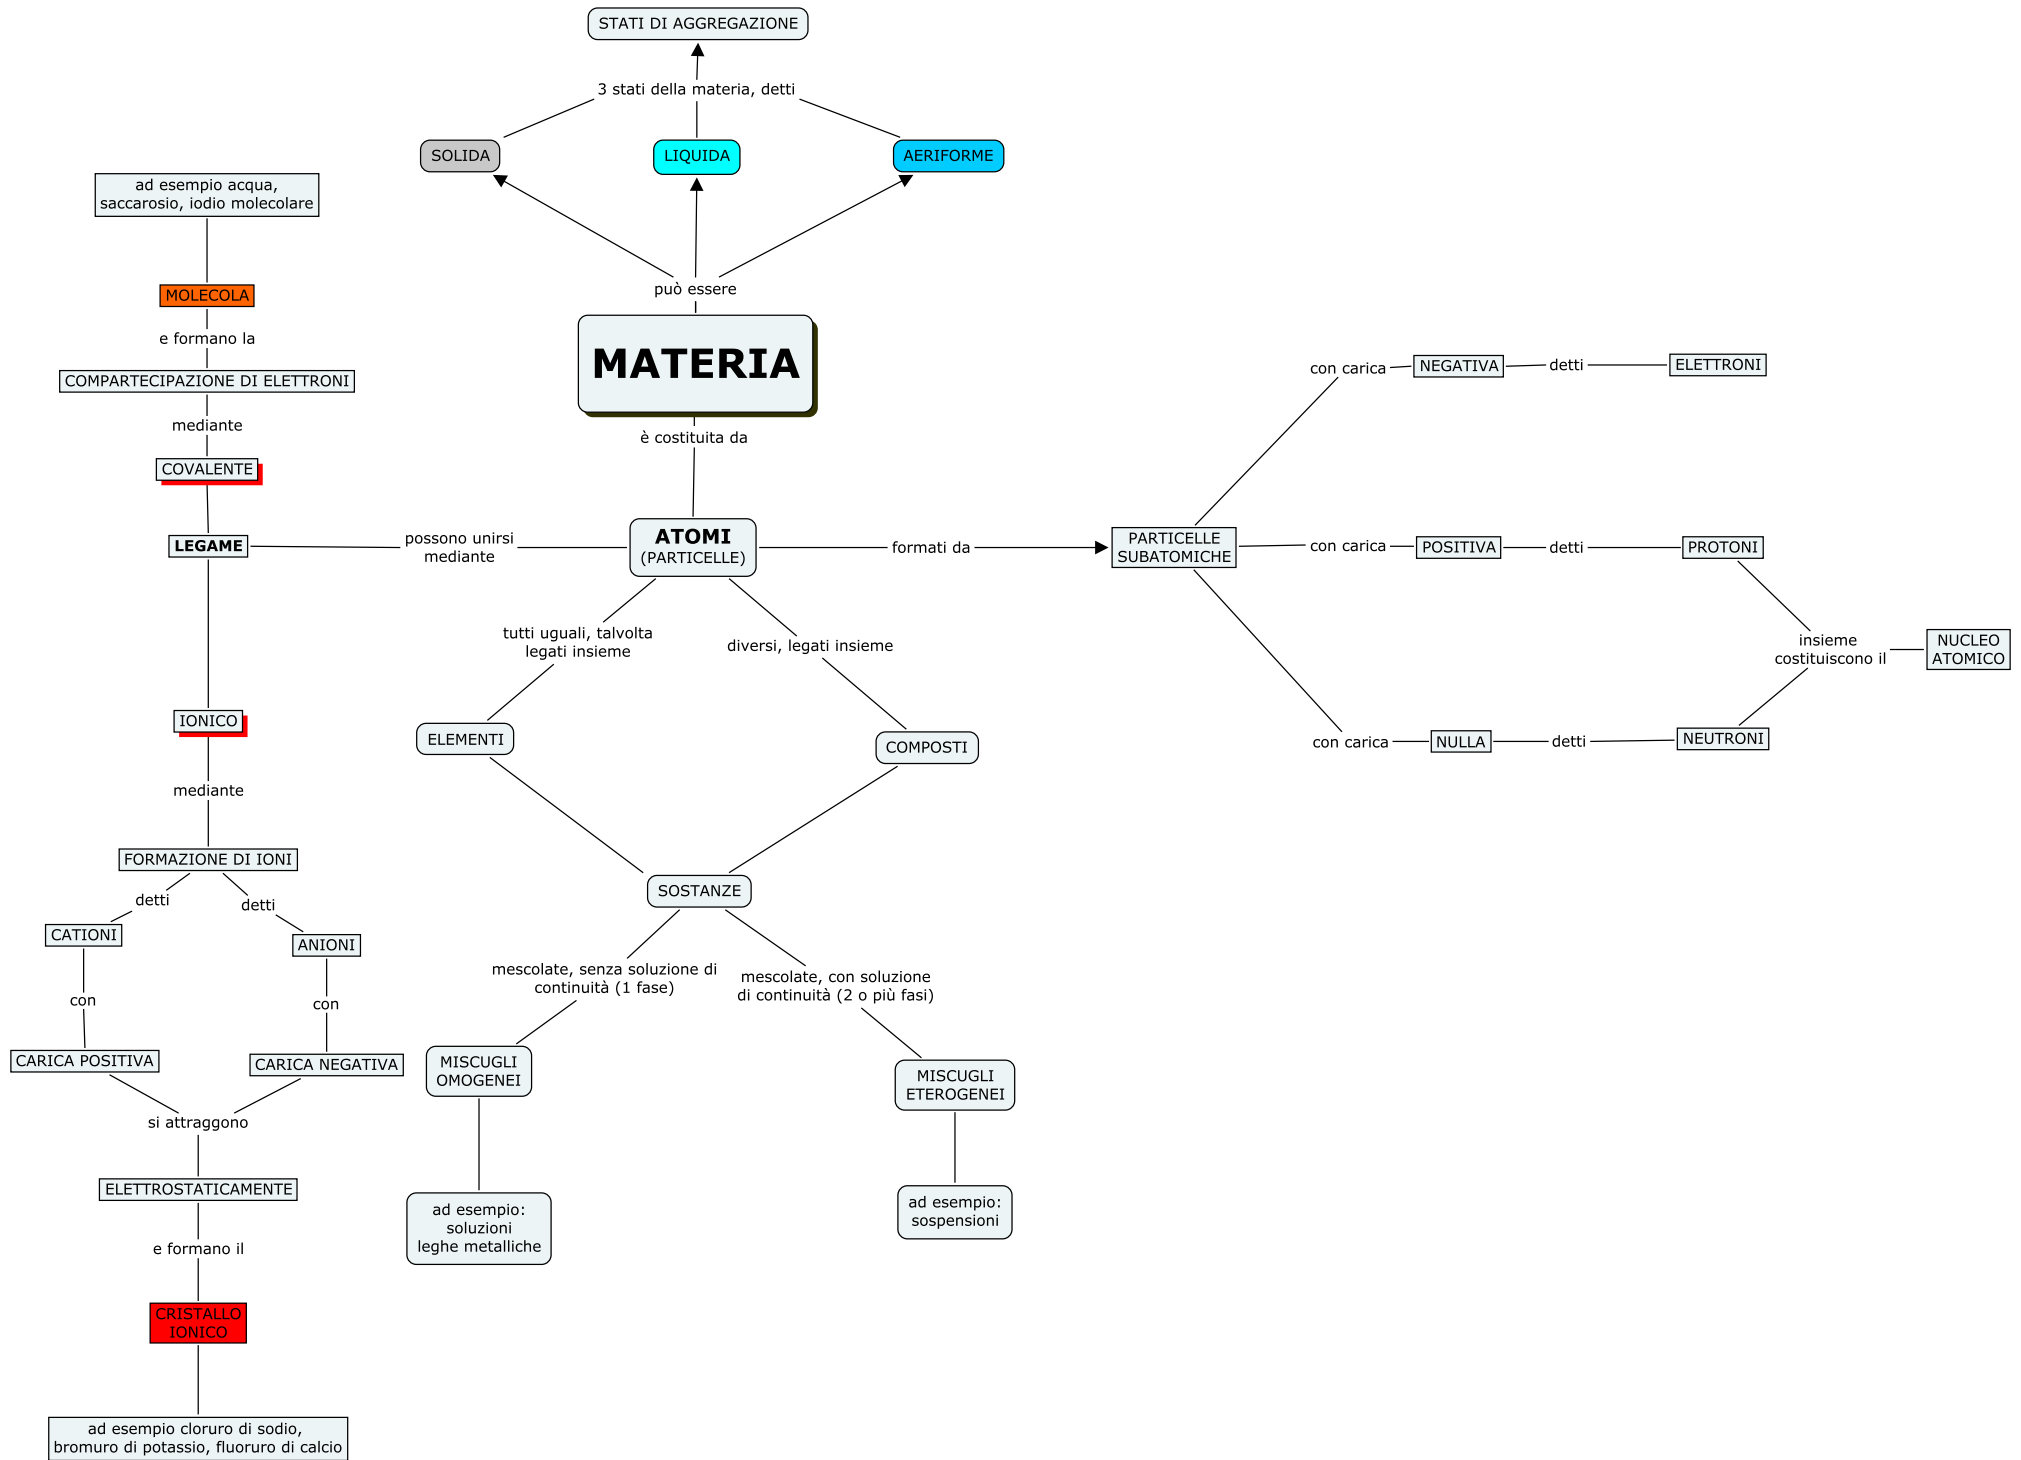 STATI DI AGGREGAZIONE
3 stati della materia, detti
SOLIDA
LIQUIDA
AERIFORME
può essere
MATERIA
è costituita da
ATOMI
(PARTICELLE)
possono unirsi
mediante
LEGAME
COVALENTE
mediante
COMPARTECIPAZIONE DI ELETTRONI
e formano la
MOLECOLA
ad esempio acqua,
saccarosio, iodio molecolare
IONICO
mediante
FORMAZIONE DI IONI
detti
detti
CATIONI
ANIONI
con
con
CARICA POSITIVA
CARICA NEGATIVA
si attraggono
ELETTROSTATICAMENTE
e formano il
CRISTALLO
IONICO
ad esempio cloruro di sodio,
bromuro di potassio, fluoruro di calcio
tutti uguali, talvolta
legati insieme
diversi, legati insieme
ELEMENTI
COMPOSTI
SOSTANZE
mescolate, senza soluzione di
continuità (1 fase)
mescolate, con soluzione
di continuità (2 o più fasi)
MISCUGLI
OMOGENEI
MISCUGLI
ETEROGENEI
ad esempio:
soluzioni
leghe metalliche
ad esempio:
sospensioni
formati da
PARTICELLE
SUBATOMICHE
con carica
NEGATIVA
detti
ELETTRONI
con carica
POSITIVA
detti
PROTONI
con carica
NULLA
detti
NEUTRONI
insieme
costituiscono il
NUCLEO
ATOMICO